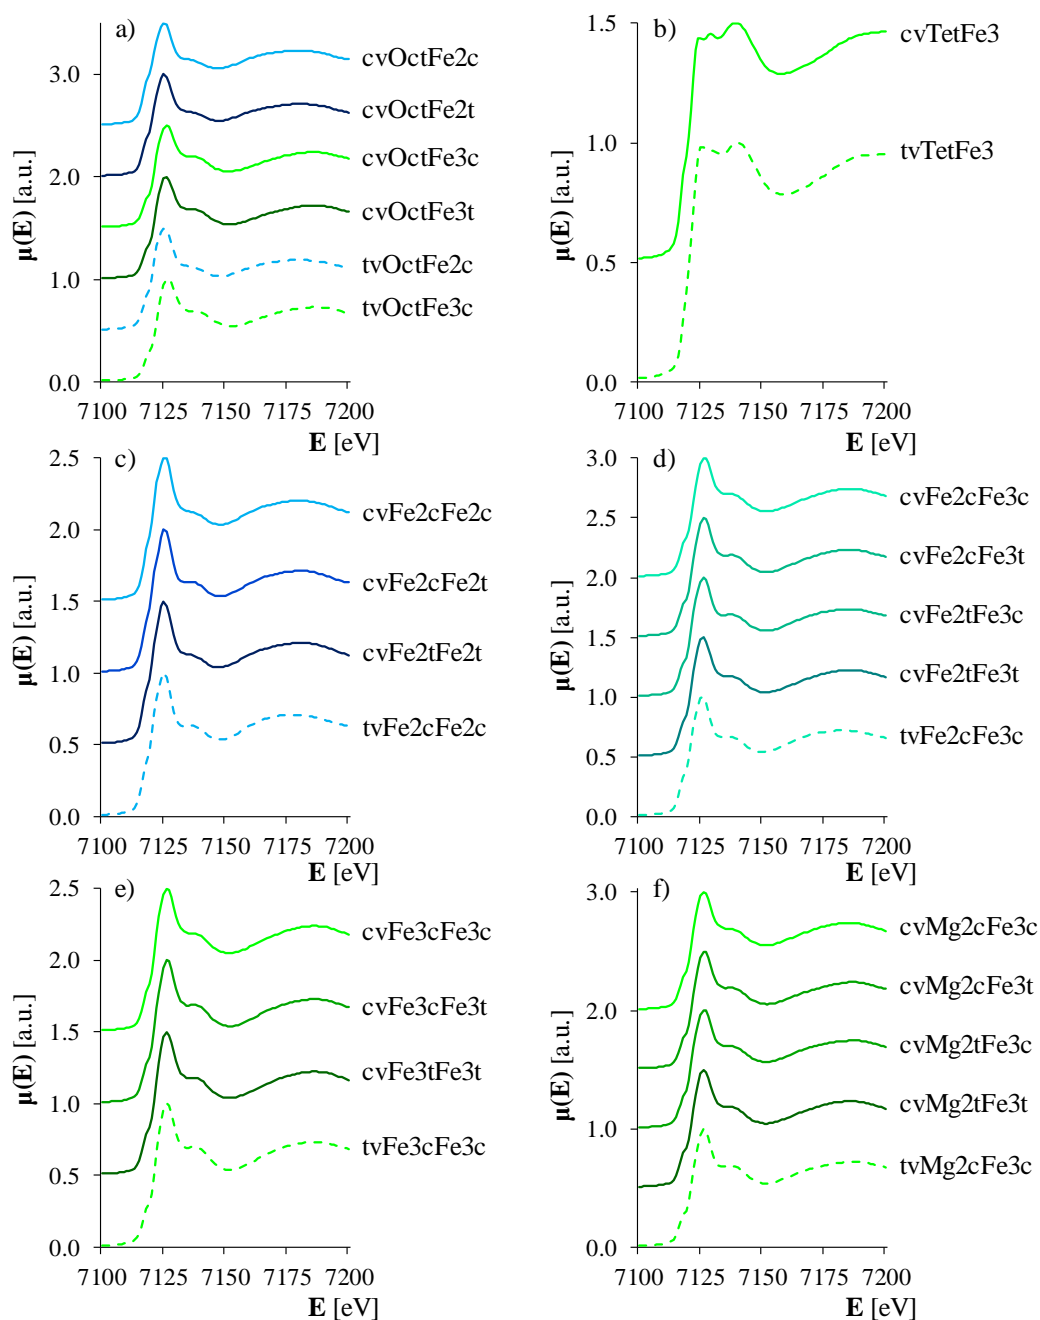 a)
3.0
2.0
1.0
0.0
μ(E) [a.u.]
cvOctFe2c
cvOctFe2t
cvOctFe3c
cvOctFe3t
tvOctFe2c
tvOctFe3c
7100 7125 7150 7175 7200
E [eV]
b)
1.5
1.0
0.5
0.0
μ(E) [a.u.]
cvTetFe3
tvTetFe3
7100 7125 7150 7175 7200
E [eV]
c)
2.5
2.0
1.5
1.0
0.5
0.0
μ(E) [a.u.]
cvFe2cFe2c
cvFe2cFe2t
cvFe2tFe2t
tvFe2cFe2c
7100 7125 7150 7175 7200
E [eV]
d)
3.0
2.5
2.0
1.5
1.0
0.5
0.0
μ(E) [a.u.]
cvFe2cFe3c
cvFe2cFe3t
cvFe2tFe3c
cvFe2tFe3t
tvFe2cFe3c
7100 7125 7150 7175 7200
E [eV]
e)
2.5
2.0
1.5
1.0
0.5
0.0
μ(E) [a.u.]
cvFe3cFe3c
cvFe3cFe3t
cvFe3tFe3t
tvFe3cFe3c
7100 7125 7150 7175 7200
E [eV]
f)
3.0
2.0
1.0
0.0
μ(E) [a.u.]
cvMg2cFe3c
cvMg2cFe3t
cvMg2tFe3c
cvMg2tFe3t
tvMg2cFe3c
7100 7125 7150 7175 7200
E [eV]